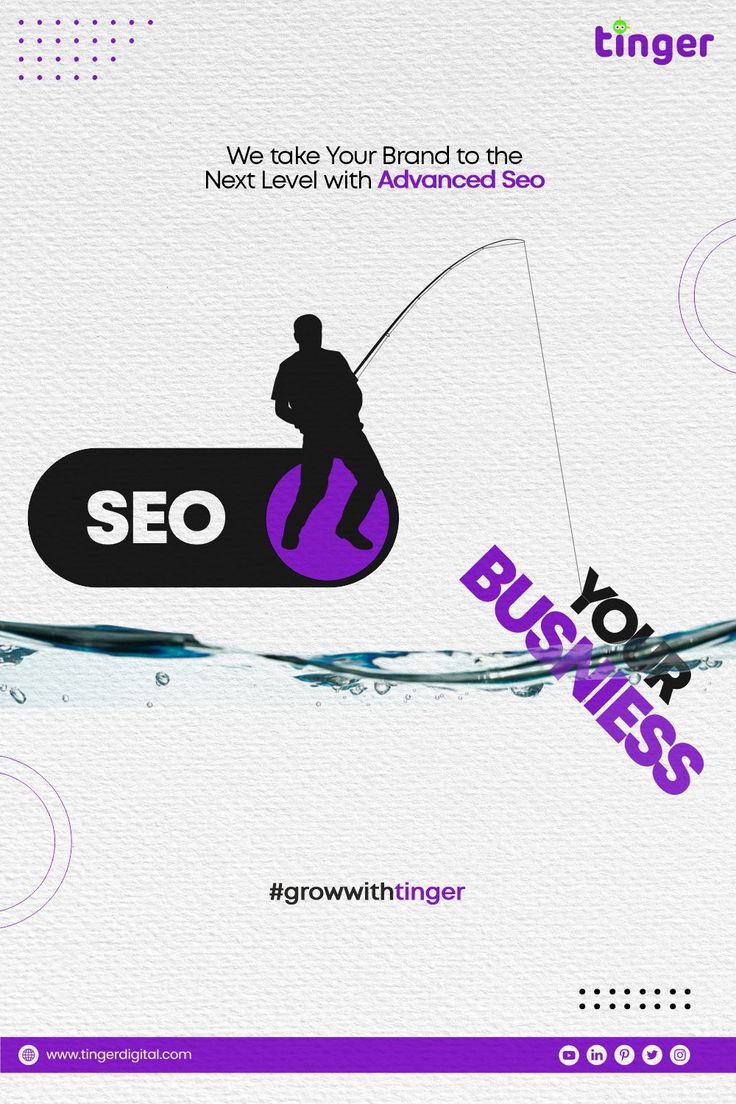 tinger
We take Your Brand to the
Next Level with Advanced Seo
SEO
YOUR
BUSNIESS
#growwithtinger
www.tingerdigital.com